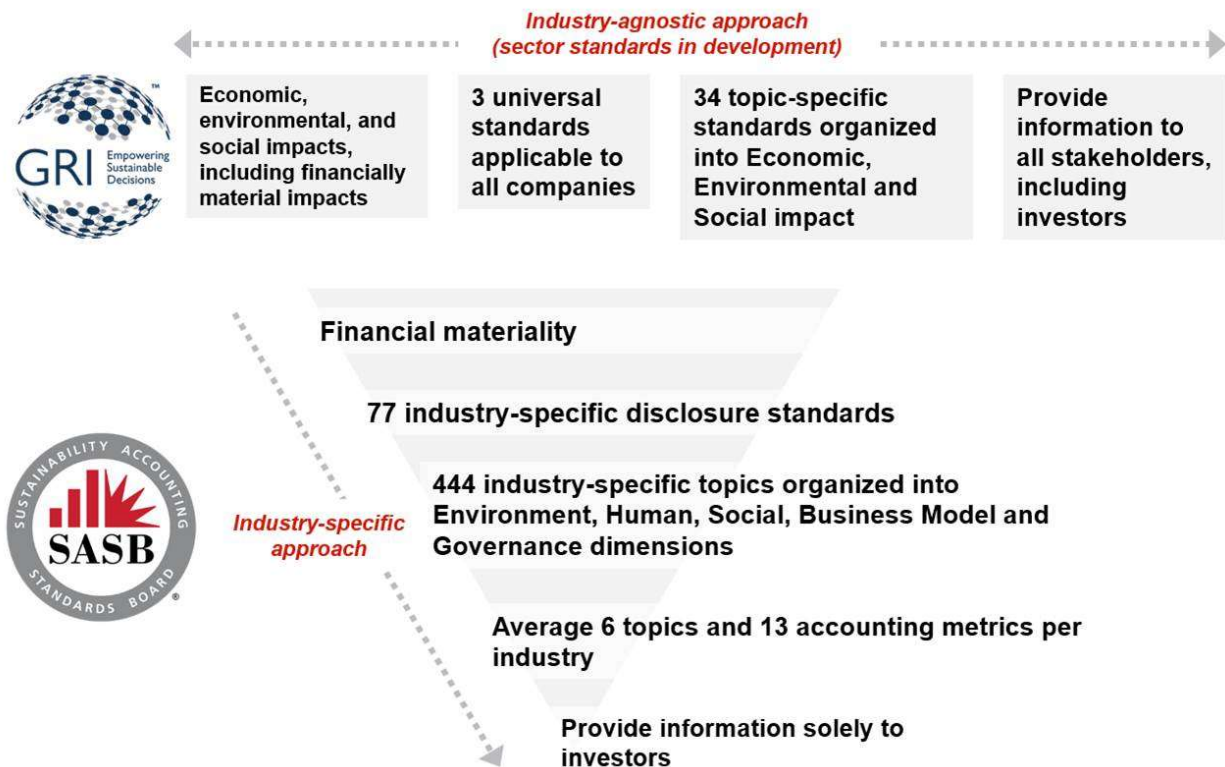 Industry-agnostic approach
(sector standards in development)
GRI
Empowering
Sustainable
Decisions
™
Economic,
environmental, and
social impacts,
including financially
material impacts
3 universal
standards
applicable to
all companies
34 topic-specific
standards organized
into Economic,
Environmental and
Social impact
Provide
information to
all stakeholders,
including
investors
Financial materiality
77 industry-specific disclosure standards
444 industry-specific topics organized into
Environment, Human, Social, Business Model and
Governance dimensions
SUSTAINABILITY ACCOUNTING
SASB
STANDARDS BOARD
®
Industry-specific
approach
Average 6 topics and 13 accounting metrics per
industry
Provide information solely to
investors